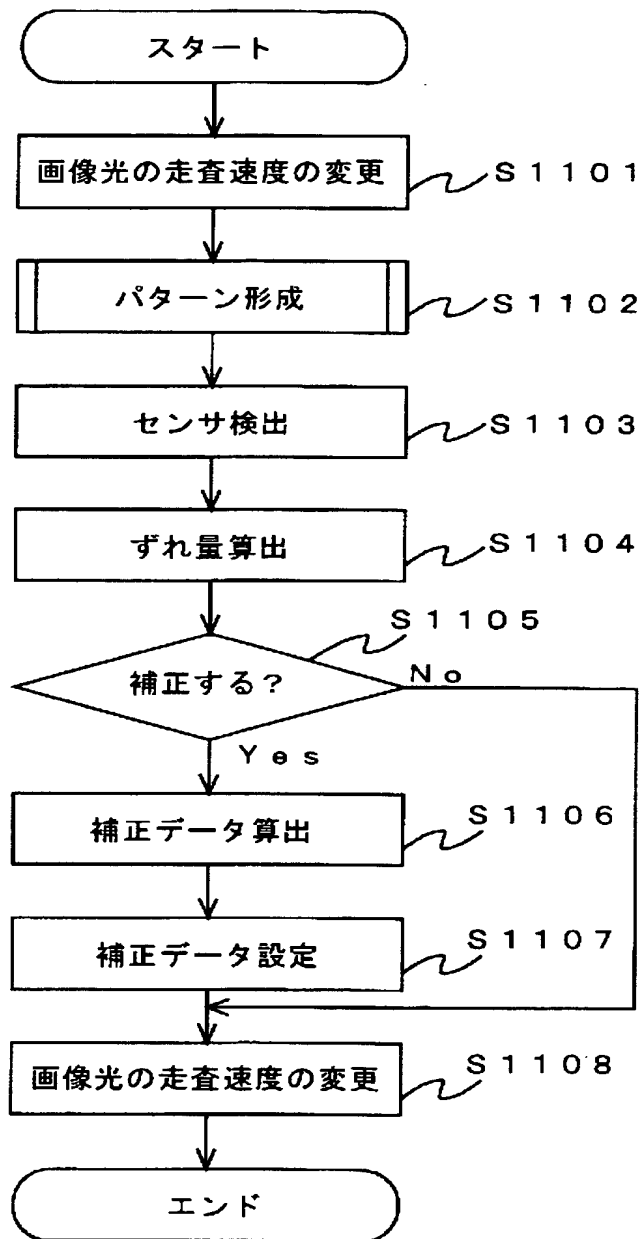 スタート
画像光の走査速度の変更
S1101
パターン形成
S1102
センサ検出
S1103
ずれ量算出
S1104
S1105
補正する?
No
Yes
補正データ算出
S1106
補正データ設定
S1107
画像光の走査速度の変更
S1108
エンド